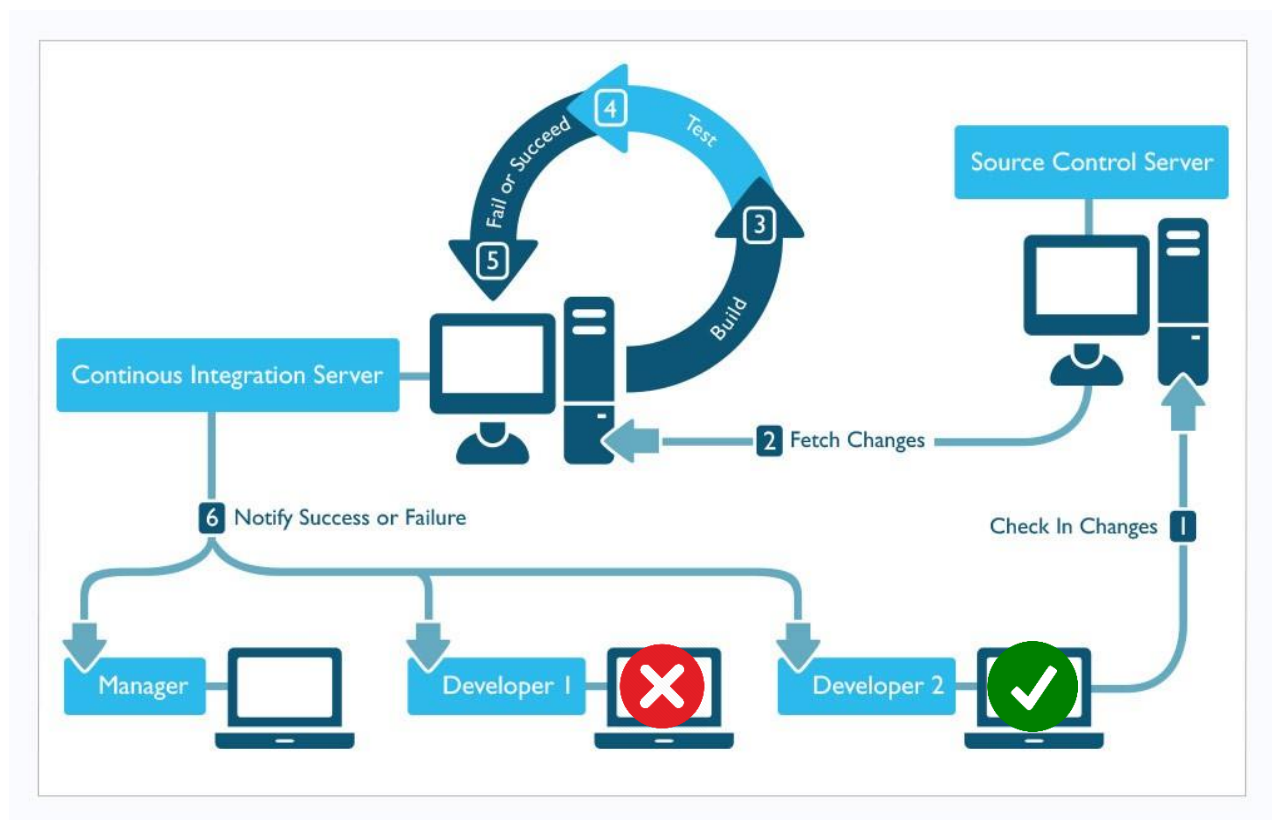 4
Test
Fail or Succeed
Source Control Server
3
5
Build
Continous Integration Server
2 Fetch Changes
6 Notify Success or Failure
Check In Changes 1
Manager
Developer 1
Developer 2